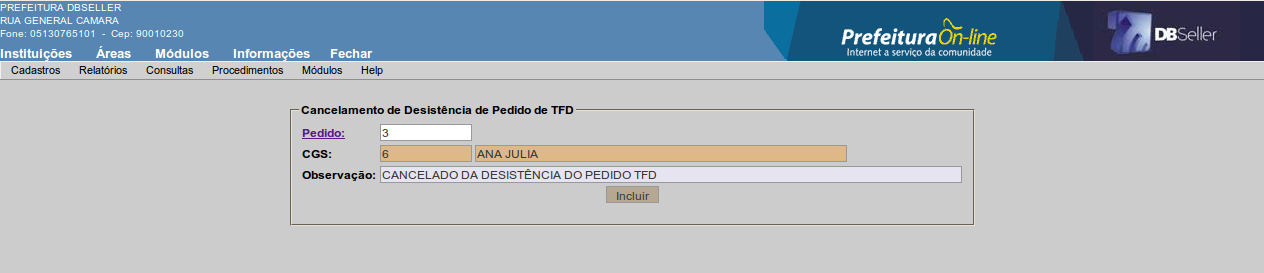 PREFEITURA DBSELLER
RUA GENERAL CAMARA
Fone: 05130765101 - Cep: 90010230
PrefeituraOn-line
Internet a serviço da comunidade
DBSeller
Instituições Áreas Módulos Informações Fechar
Cadastros Relatórios Consultas Procedimentos Módulos Help
Cancelamento de Desistência de Pedido de TFD
Pedido: 3
CGS: 6 ANA JULIA
Observação: CANCELADO DA DESISTÊNCIA DO PEDIDO TFD
Incluir